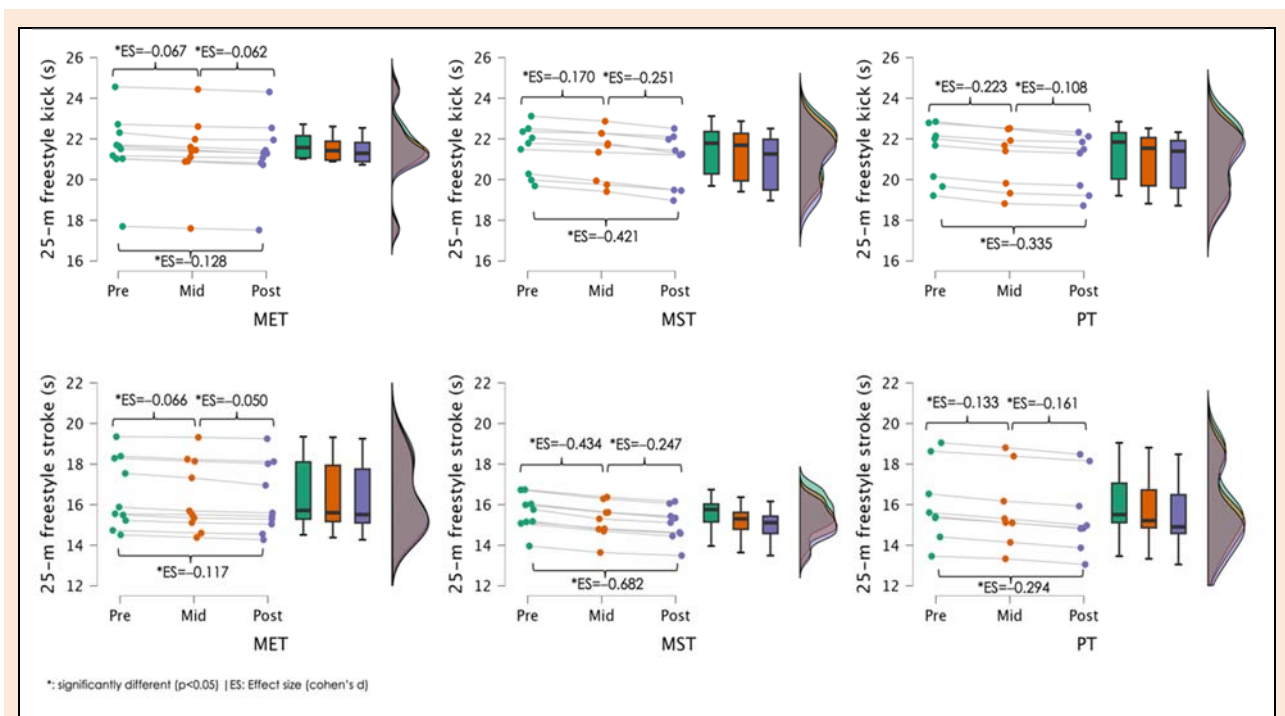 *ES=–0.067 *ES=–0.062
25–m freestyle kick (s)
26
24
22
20
18
16
*ES=–0.128
Pre Mid Post
MET
*ES=–0.170 *ES=–0.251
25–m freestyle kick (s)
26
24
22
20
18
16
*ES=–0.421
Pre Mid Post
MST
*ES=–0.223 *ES=–0.108
25–m freestyle kick (s)
26
24
22
20
18
16
*ES=–0.335
Pre Mid Post
PT
*ES=–0.066 *ES=–0.050
25–m freestyle stroke (s)
22
20
18
16
14
12
*ES=–0.117
Pre Mid Post
MET
*ES=–0.434 *ES=–0.247
25–m freestyle stroke (s)
22
20
18
16
14
12
*ES=–0.682
Pre Mid Post
MST
*ES=–0.133 *ES=–0.161
25–m freestyle stroke (s)
22
20
18
16
14
12
*ES=–0.294
Pre Mid Post
PT
*: significantly different (p<0.05) |ES: Effect size (cohen's d)